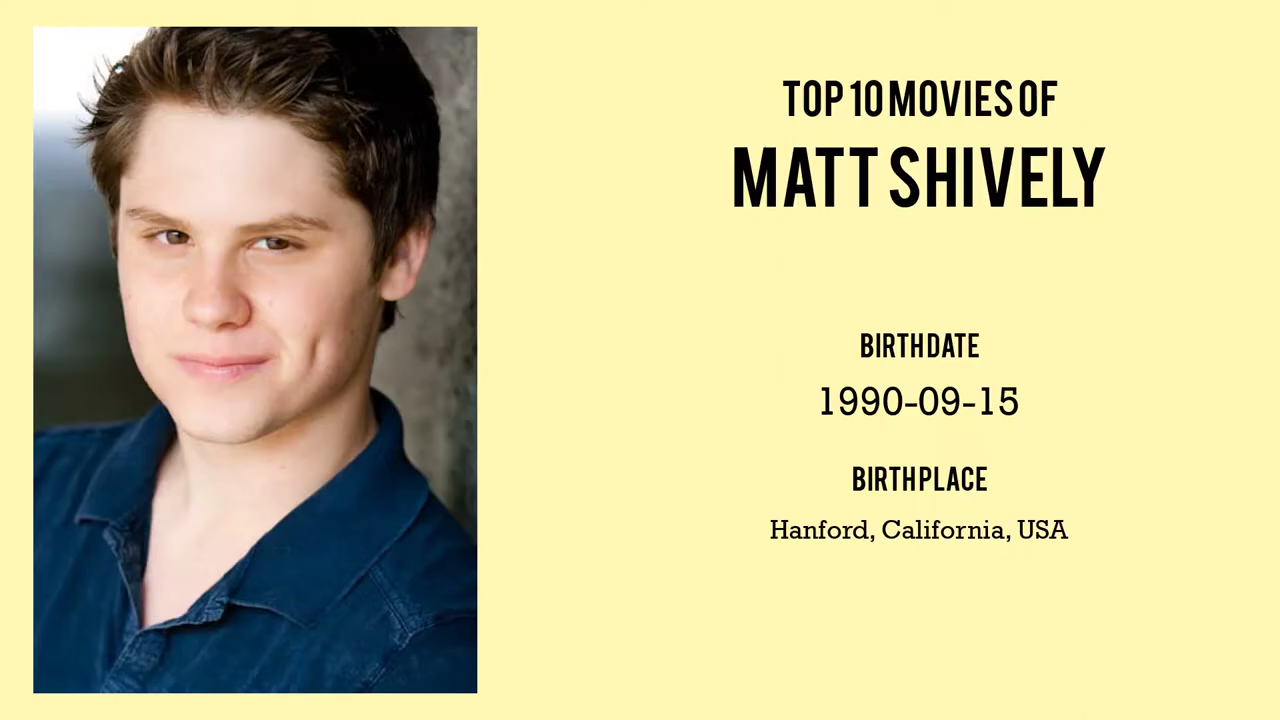 TOP 10 MOVIES OF
MATT SHIVELY
BIRTHDATE
1990-09-15
BIRTHPLACE
Hanford, California, USA